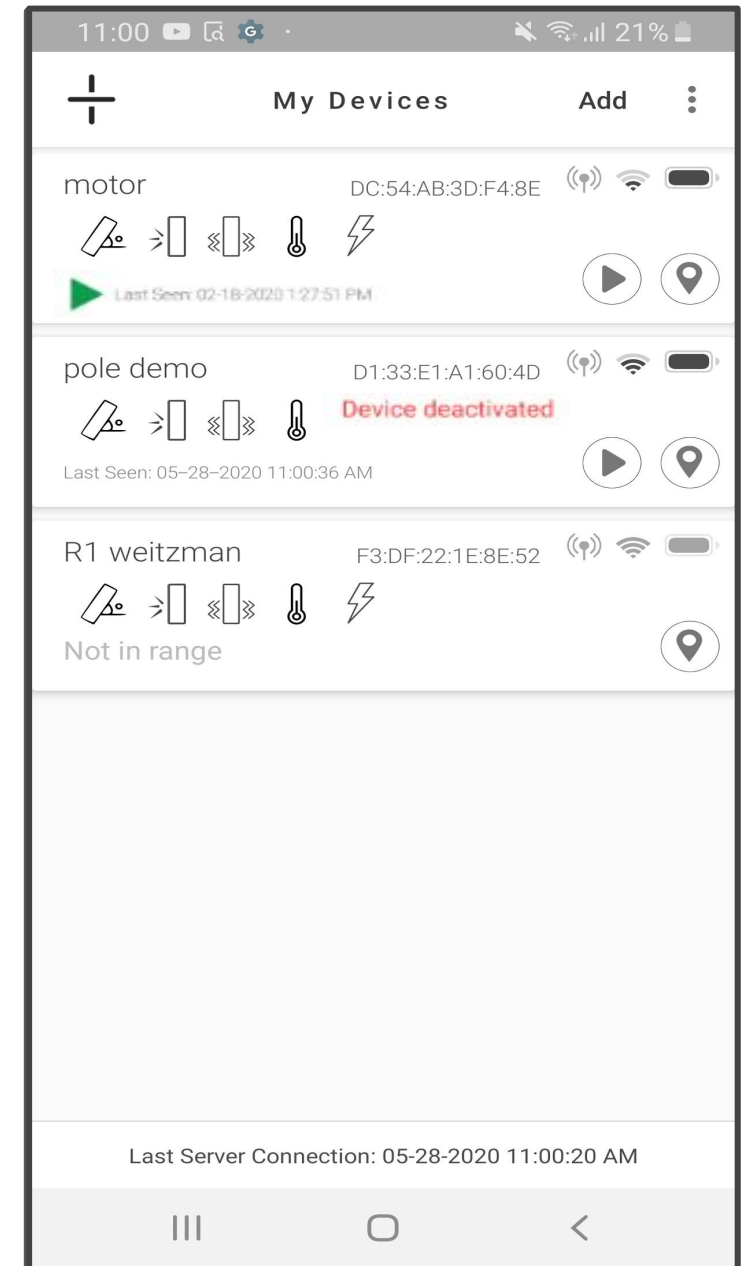 11:00 21%
My Devices Add
motor DC:54:AB:3D:F4:8E
Last Seen: 02-18-2020 1:27:51 PM
pole demo D1:33:E1:A1:60:4D
Device deactivated
Last Seen: 05-28-2020 11:00:36 AM
R1 weitzman F3:DF:22:1E:8E:52
Not in range
Last Server Connection: 05-28-2020 11:00:20 AM